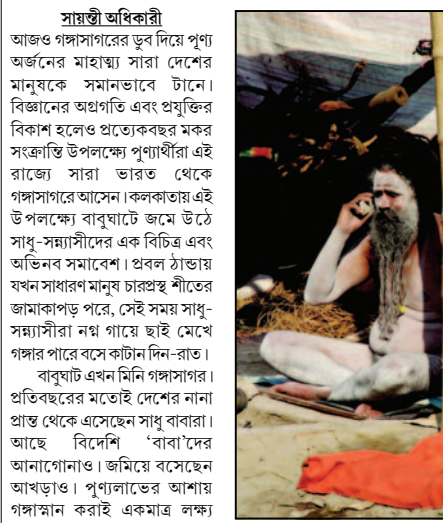 সায়ন্তী অধিকারী
আজও গঙ্গাসাগরের ডুব দিয়ে পূণ্য
অর্জনের মাহাত্ম্য সারা দেশের
মানুষকে সমানভাবে টানে।
বিজ্ঞানের অগ্রগতি এবং প্রযুক্তির
বিকাশ হলেও প্রত্যেকবছর মকর
সংক্রান্তি উপলক্ষ্যে পুণ্যার্থীরা এই
রাজ্যে সারা ভারত থেকে
গঙ্গাসাগরে আসেন। কলকাতায় এই
উপলক্ষ্যে বাবুঘাটে জমে উঠে
সাধু-সন্ন্যাসীদের এক বিচিত্র এবং
অভিনব সমাবেশ। প্রবল ঠান্ডায়
যখন সাধারণ মানুষ চারপ্রস্থ শীতের
জামাকাপড় পরে, সেই সময় সাধু-
সন্ন্যাসীরা নগ্ন গায়ে ছাই মেখে
গঙ্গার পারে বসে কাটান দিন-রাত।
বাবুঘাট এখন মিনি গঙ্গাসাগর।
প্রতিবছরের মতোই দেশের নানা
প্রান্ত থেকে এসেছেন সাধু বাবারা।
আছে বিদেশি ‘বাবা’দের
আনাগোনাও। জমিয়ে বসেছেন
আখড়াও। পুণ্যলাভের আশায়
গঙ্গাস্নান করাই একমাত্র লক্ষ্য